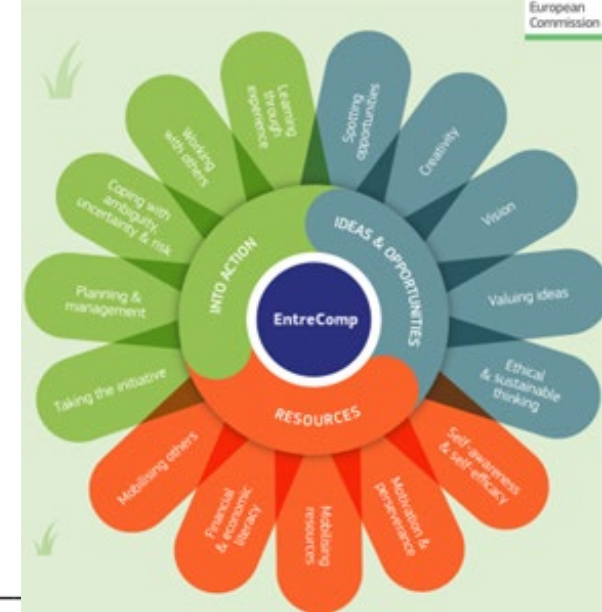 European
Commission
Learning
through
experience
Spotting
opportunities
Working
with others
Creativity
Coping with
ambiguity,
uncertainty & risk
Vision
INTO ACTION
IDEAS & OPPORTUNITIES
Planning &
management
EntreComp
Valuing ideas
Taking the initiative
Ethical
& sustainable
thinking
RESOURCES
Mobilising others
Self-awareness
& self-efficacy
Financial
& economic
literacy
Mobilising
resources
Motivation &
perseverance